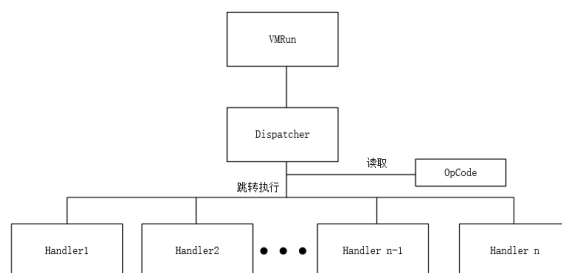 VMRun
Dispatcher
读取
OpCode
跳转执行
Handler1
Handler2
Handler n-1
Handler n